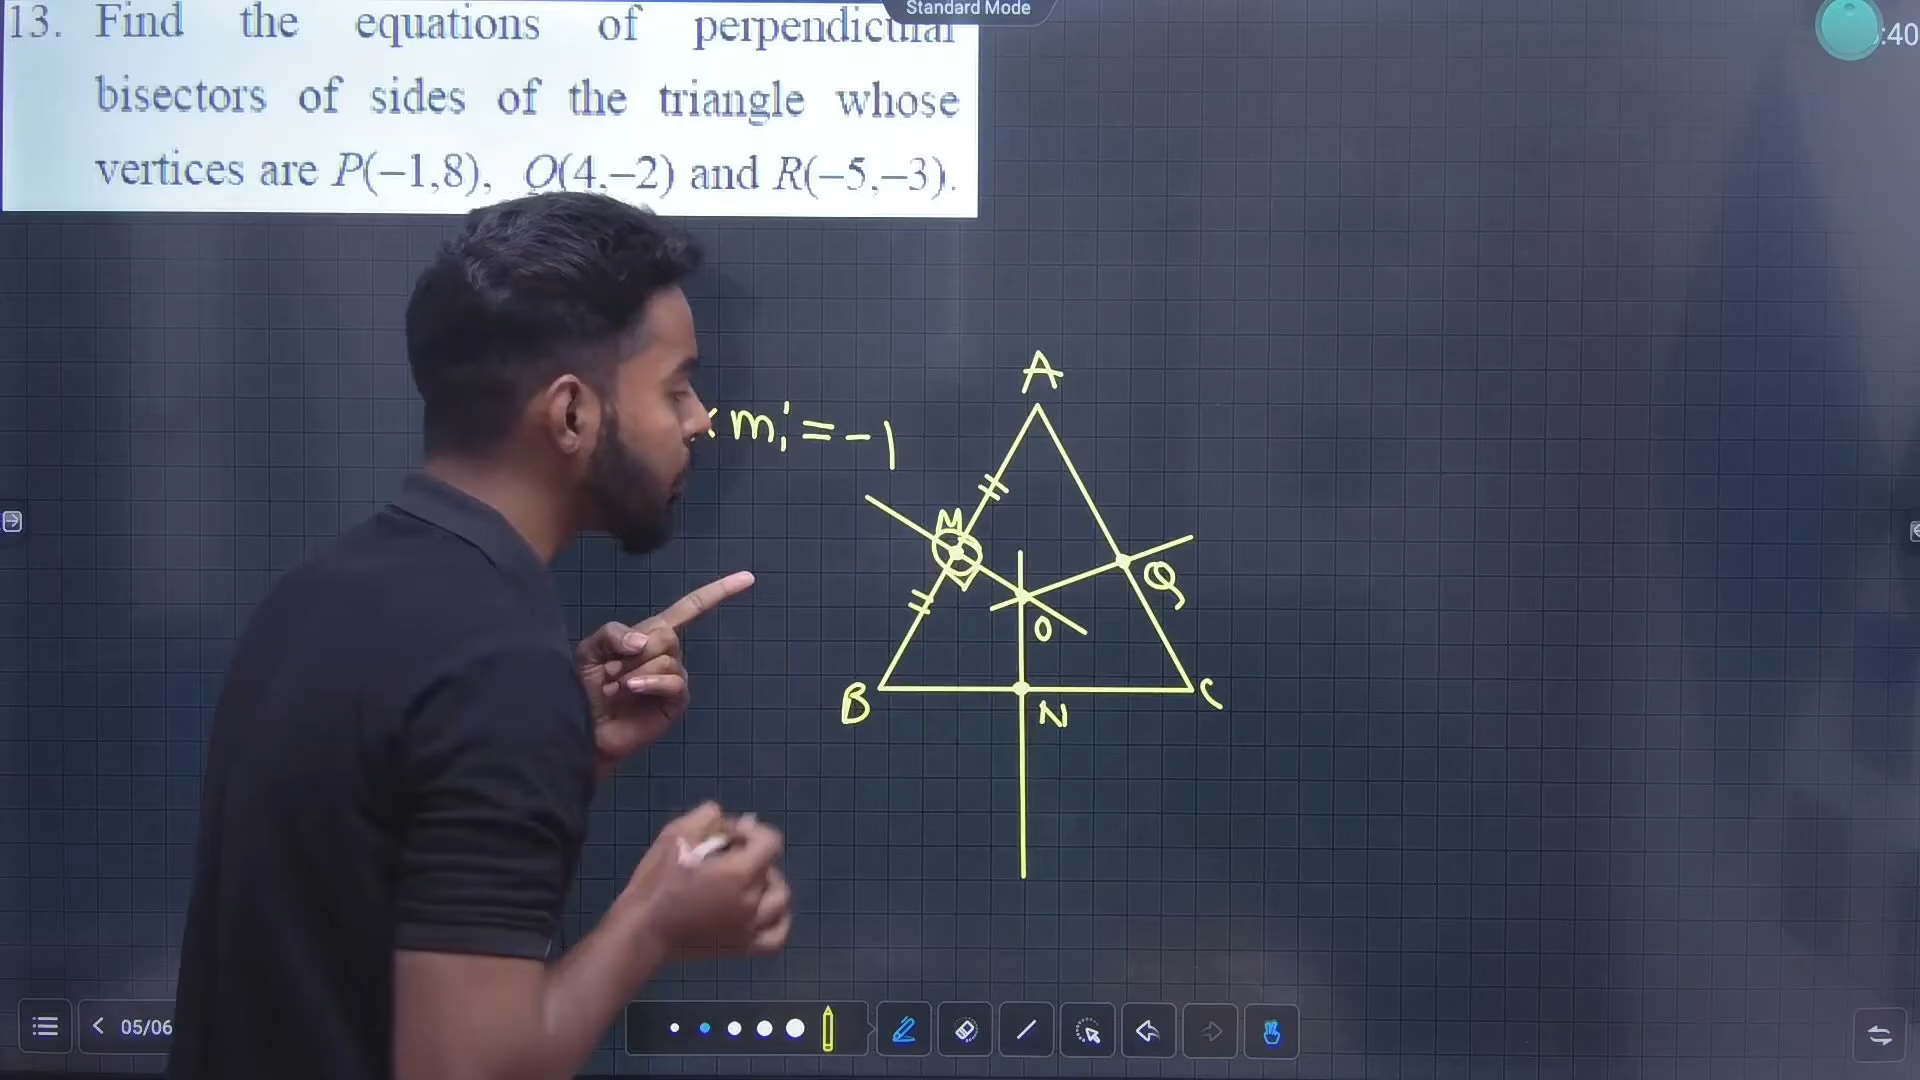 Standard Mode
:40
13. Find the equations of perpendicular
bisectors of sides of the triangle whose
vertices are P(−1,8), Q(4,−2) and R(−5,−3).
A
× m; = -1
M
Q
O
B
N
C
05/06